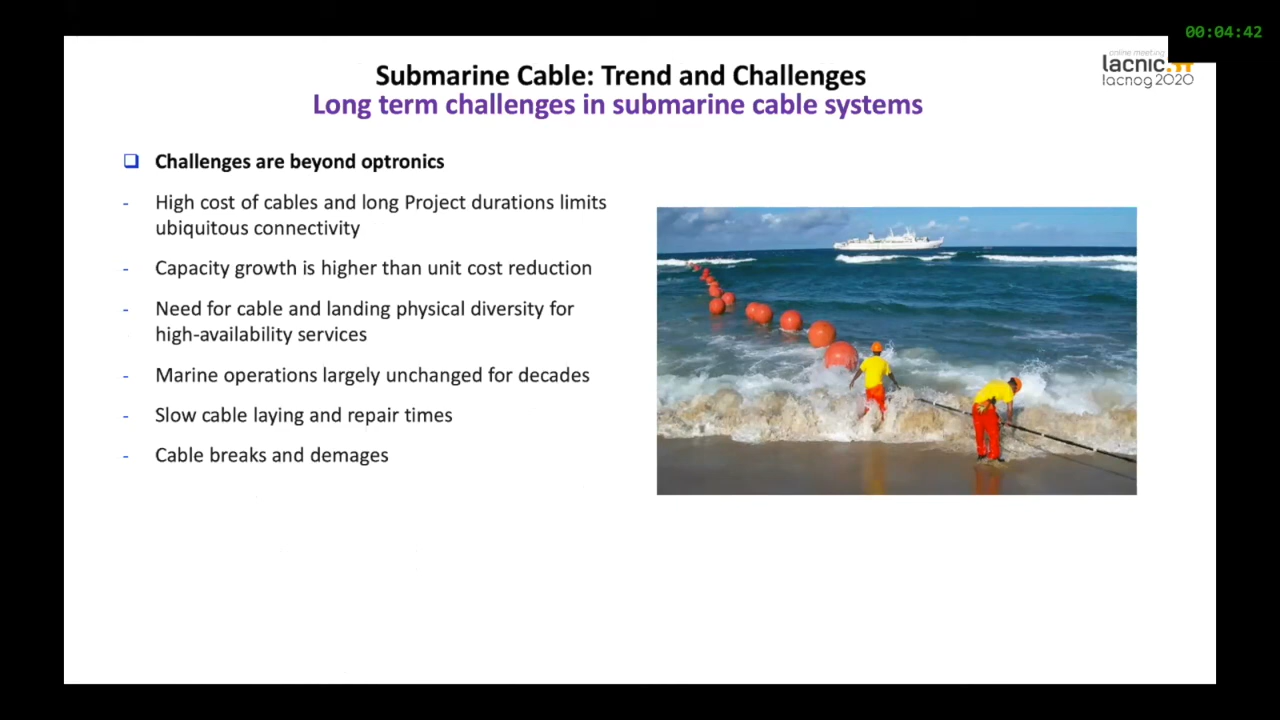 00:04:42
online meeting
lacnic
lacnog 2020
Submarine Cable: Trend and Challenges
Long term challenges in submarine cable systems
Challenges are beyond optronics
- High cost of cables and long Project durations limits
ubiquitous connectivity
- Capacity growth is higher than unit cost reduction
- Need for cable and landing physical diversity for
high-availability services
- Marine operations largely unchanged for decades
- Slow cable laying and repair times
- Cable breaks and demages